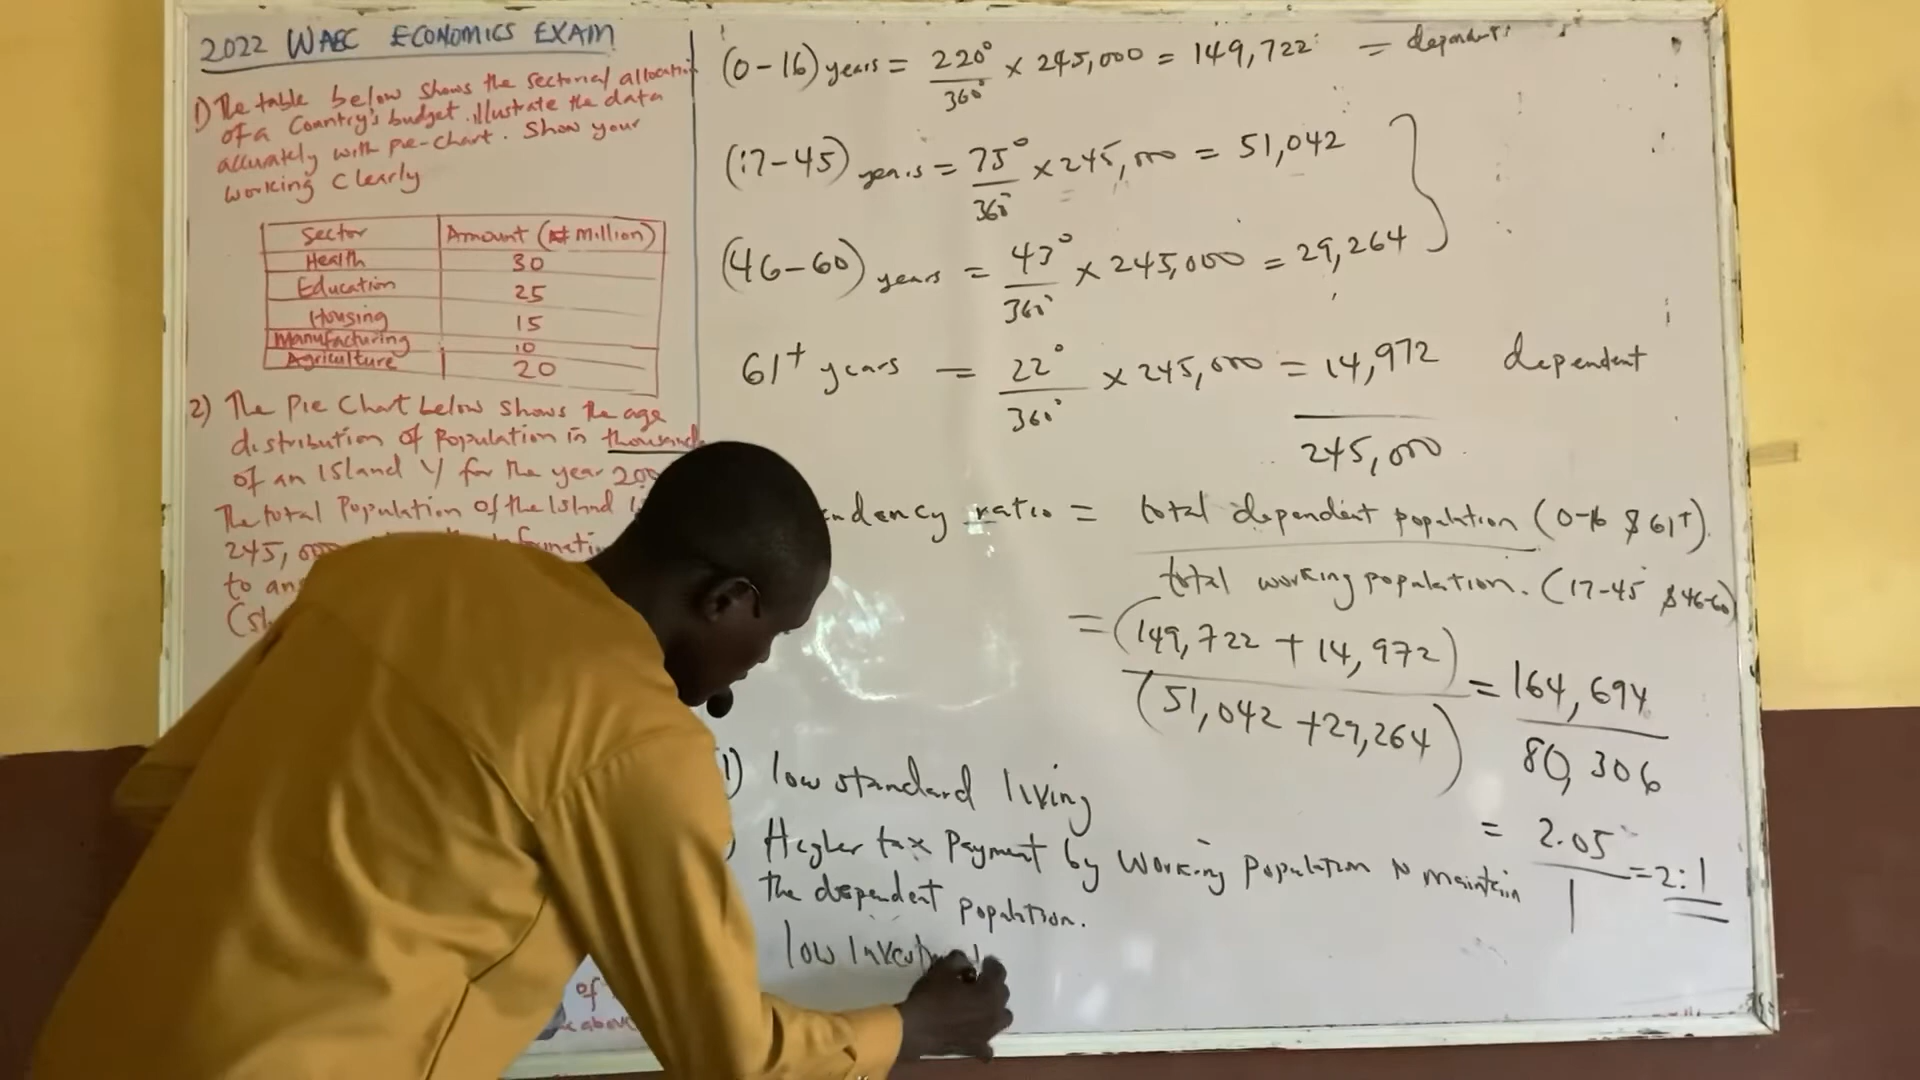 2022 WAEC ECONOMICS EXAM
1) The table below shows the sectorial allocation
of a Country's budget. illustrate the data
accurately with pie-chart. Show your
working clearly
Sector Amount (₦ Million)
Health 30
Education 25
Housing 15
Manufacturing 10
Agriculture 20
2) The Pie Chart below shows the age
distribution of population in thousand
of an Island Y for the year 200
The total Population of the Island
245,000
to
of
above
(0-16) years = 220°/360° × 245,000 = 149,722 = dependent
(17-45) years = 75°/360° × 245,000 = 51,042
(46-60) years = 43°/360° × 245,000 = 29,264
61+ years = 22°/360° × 245,000 = 14,972 dependent
245,000
ndency ratio = total dependent population (0-16 $ 61+)
total working population. (17-45 $ 46-60)
= (149,722 + 14,972)/(51,042 + 29,264) = 164,694/80,306
= 2.05/1 = 2:1
1) low standard living
Higher tax Payment by Working Population to maintain
the dependent population.
low